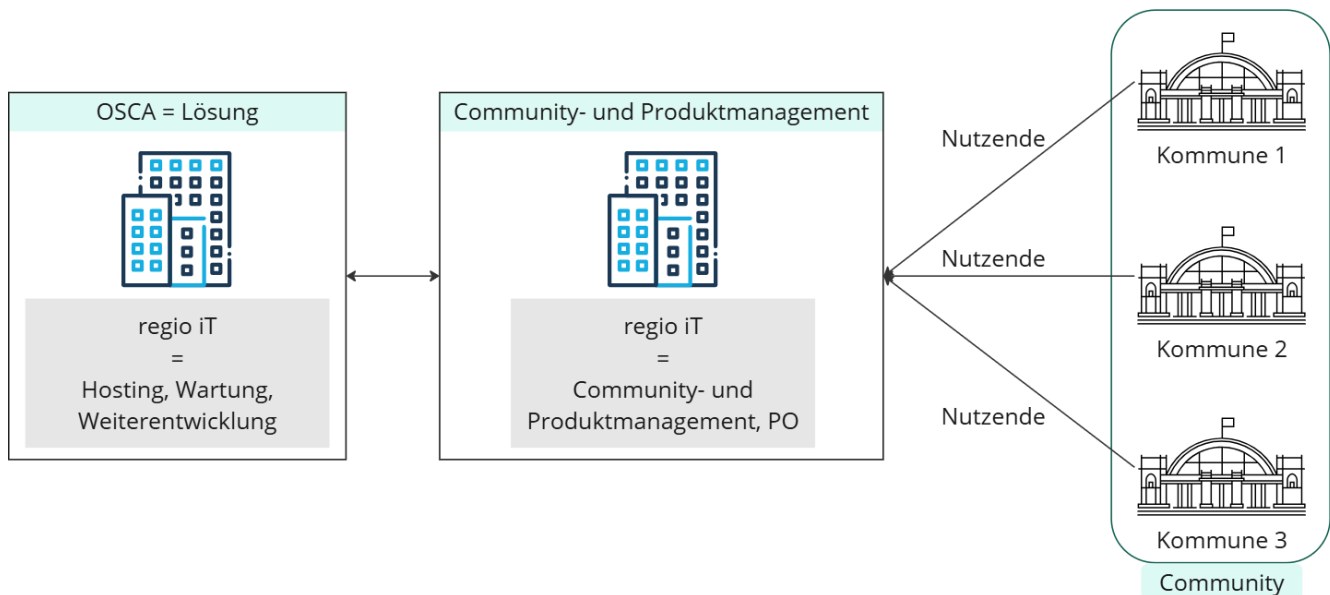 OSCA = Lösung
regio iT
=
Hosting, Wartung,
Weiterentwicklung
Community- und Produktmanagement
regio iT
=
Community- und
Produktmanagement, PO
Nutzende
Nutzende
Nutzende
Kommune 1
Kommune 2
Kommune 3
Community